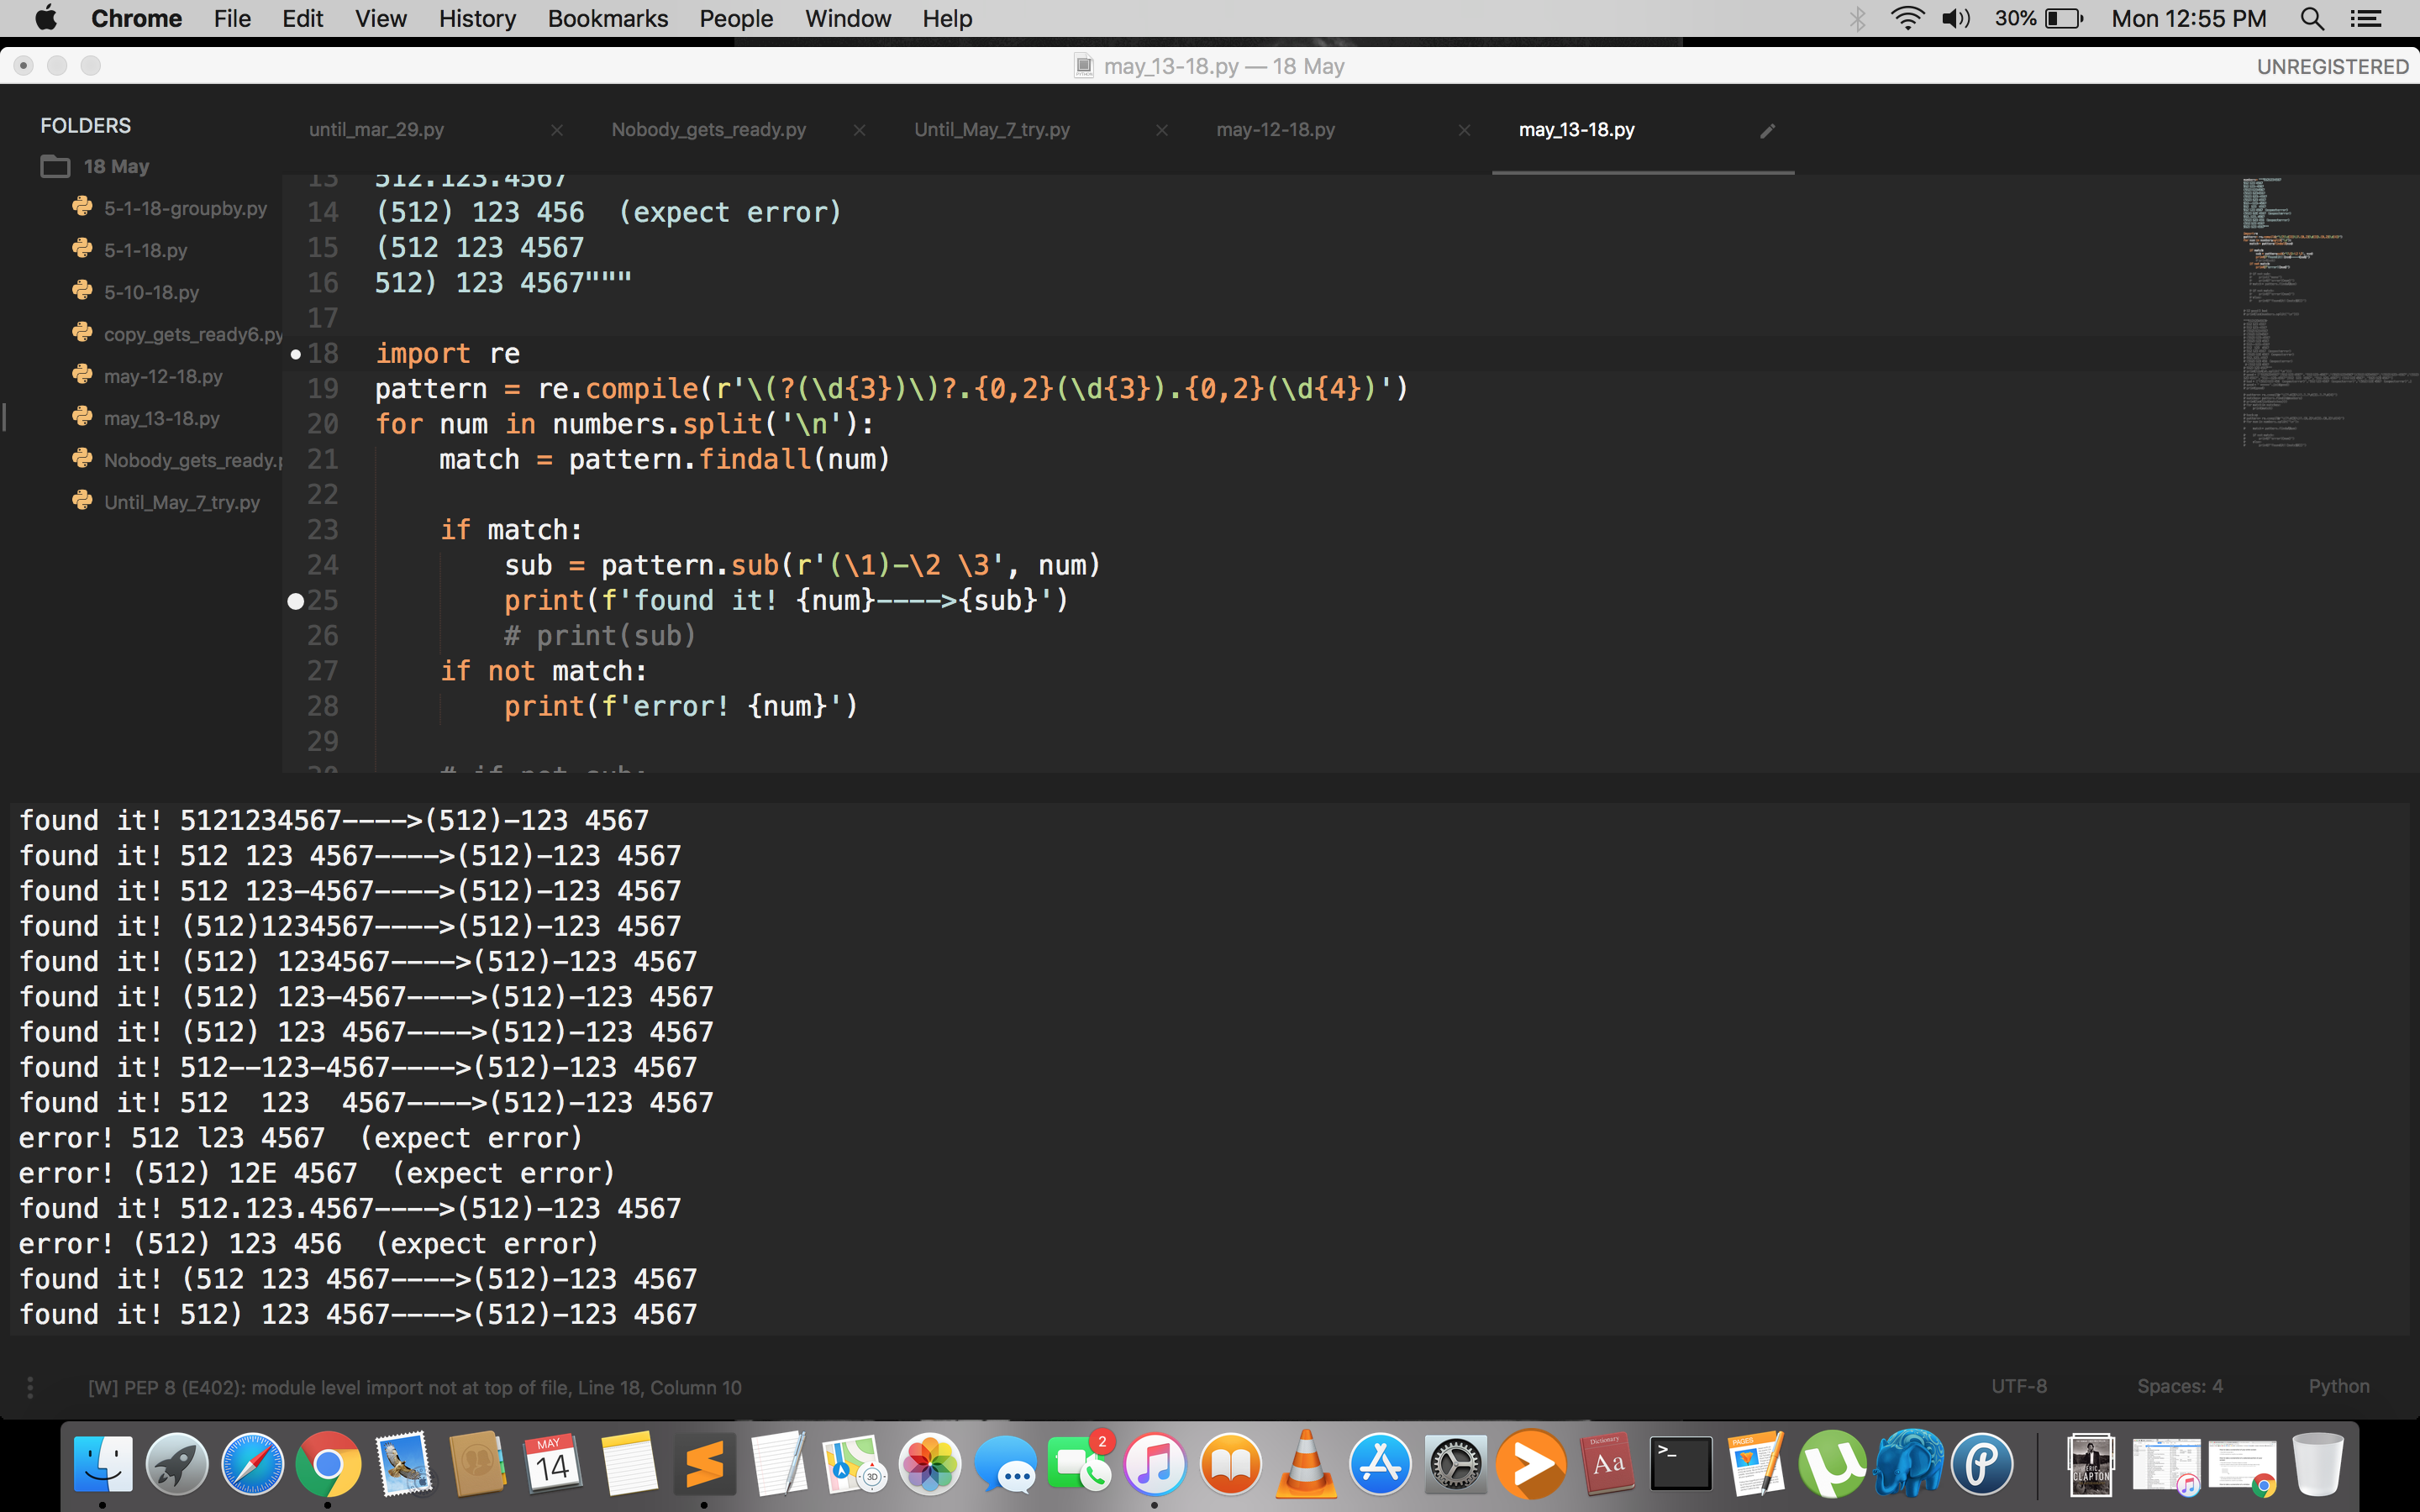 Chrome File Edit View History Bookmarks People Window Help 30% Mon 12:55 PM
may_13-18.py — 18 May UNREGISTERED
FOLDERS
18 May
5-1-18-groupby.py
5-1-18.py
5-10-18.py
copy_gets_ready6.py
may-12-18.py
may_13-18.py
Nobody_gets_ready.p
Until_May_7_try.py
until_mar_29.py Nobody_gets_ready.py Until_May_7_try.py may-12-18.py may_13-18.py
13 512.123.4567
14 (512) 123 456  (expect error)
15 (512 123 4567
16 512) 123 4567"""
17
18 import re
19 pattern = re.compile(r'\(?(\d{3})\)?.{0,2}(\d{3}).{0,2}(\d{4})')
20 for num in numbers.split('\n'):
21     match = pattern.findall(num)
22
23     if match:
24         sub = pattern.sub(r'(\1)-\2 \3', num)
25         print(f'found it! {num}---->{sub}')
26         # print(sub)
27     if not match:
28         print(f'error! {num}')
29
30     # if not sub:
found it! 5121234567---->(512)-123 4567
found it! 512 123 4567---->(512)-123 4567
found it! 512 123-4567---->(512)-123 4567
found it! (512)1234567---->(512)-123 4567
found it! (512) 1234567---->(512)-123 4567
found it! (512) 123-4567---->(512)-123 4567
found it! (512) 123 4567---->(512)-123 4567
found it! 512--123-4567---->(512)-123 4567
found it! 512  123  4567---->(512)-123 4567
error! 512 l23 4567  (expect error)
error! (512) 12E 4567  (expect error)
found it! 512.123.4567---->(512)-123 4567
error! (512) 123 456  (expect error)
found it! (512 123 4567---->(512)-123 4567
found it! 512) 123 4567---->(512)-123 4567
[W] PEP 8 (E402): module level import not at top of file, Line 18, Column 10 UTF-8 Spaces: 4 Python
MAY
14
3D
2
Dictionary
Aa
>_
PAGES
ERIC
CLAPTON